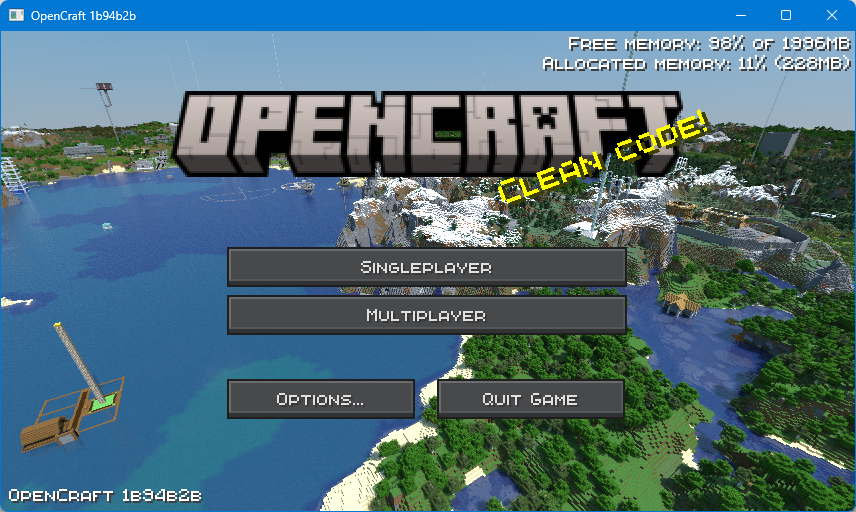 OpenCraft 1b94b2b
Free memory: 98% of 1996MB
Allocated memory: 11% (228MB)
OPENCRAFT
CLEAN CODE!
Singleplayer
Multiplayer
Options...
Quit Game
OpenCraft 1b94b2b